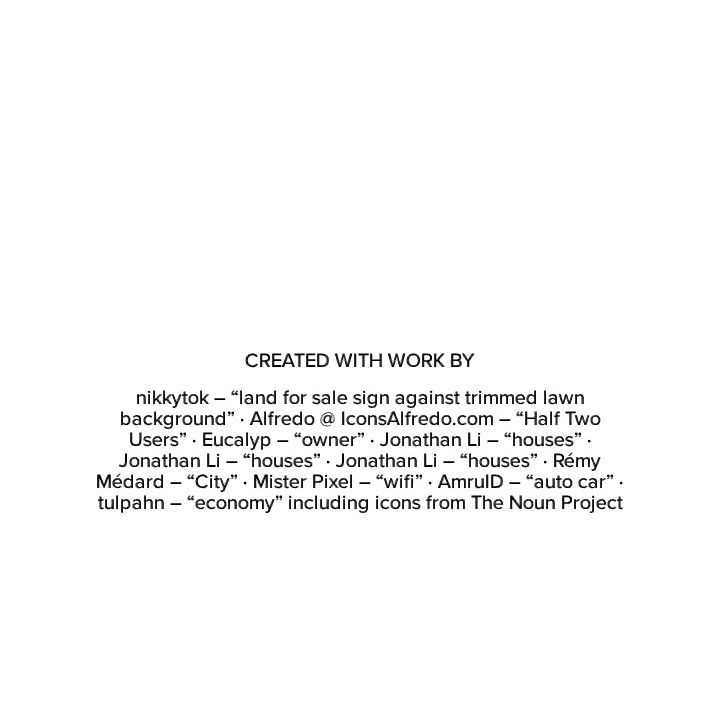 CREATED WITH WORK BY
nikkytok – “land for sale sign against trimmed lawn
background” · Alfredo @ IconsAlfredo.com – “Half Two
Users” · Eucalyp – “owner” · Jonathan Li – “houses” ·
Jonathan Li – “houses” · Jonathan Li – “houses” · Rémy
Médard – “City” · Mister Pixel – “wifi” · AmruID – “auto car” ·
tulpahn – “economy” including icons from The Noun Project